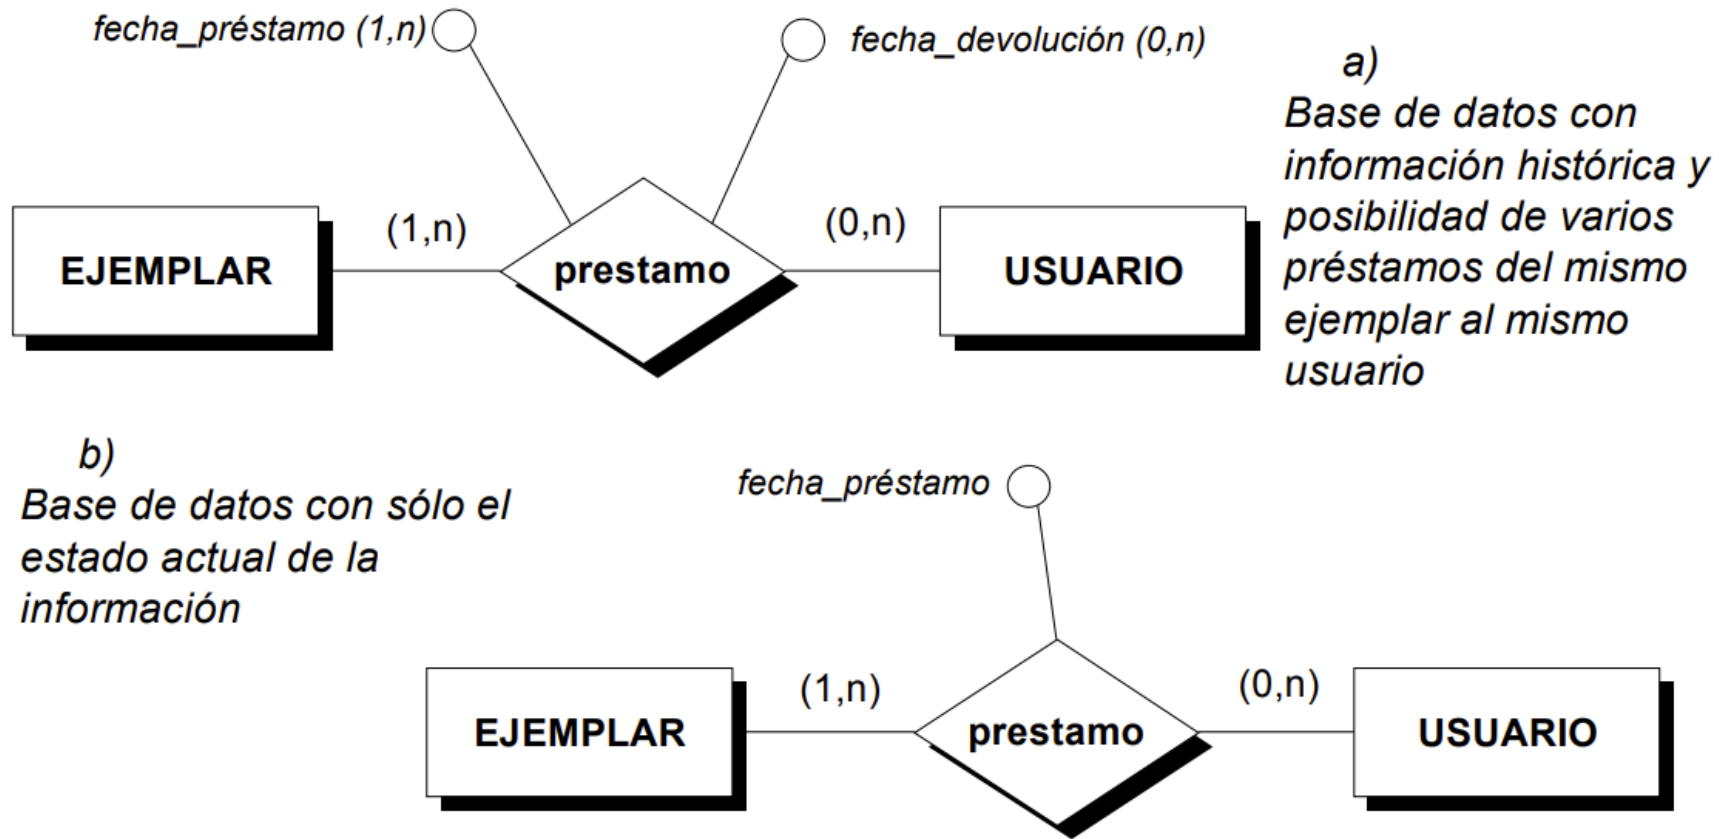 fecha_préstamo (1,n)
fecha_devolución (0,n)
a)
Base de datos con
información histórica y
posibilidad de varios
préstamos del mismo
ejemplar al mismo
usuario
EJEMPLAR
(1,n)
prestamo
(0,n)
USUARIO
b)
Base de datos con sólo el
estado actual de la
información
fecha_préstamo
EJEMPLAR
(1,n)
prestamo
(0,n)
USUARIO